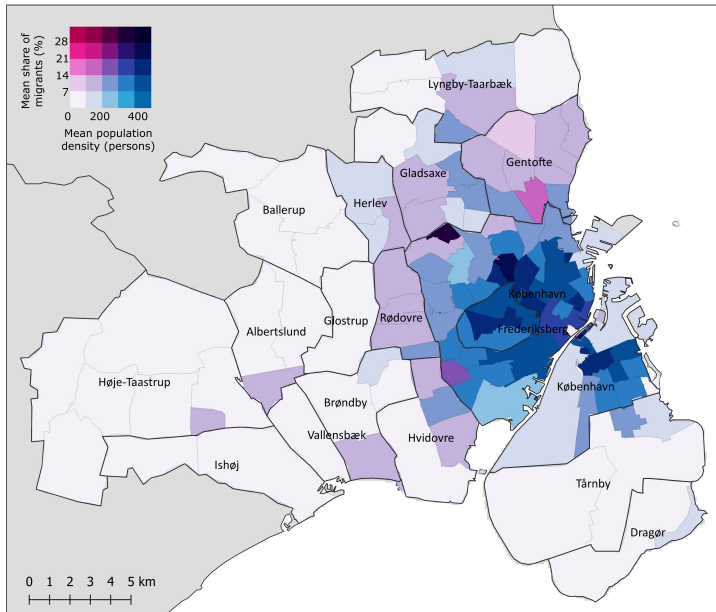 Mean share of
migrants (%)
28
21
14
7
0 200 400
Mean population
density (persons)
Lyngby-Taarbæk
Gentofte
Gladsaxe
Herlev
Ballerup
København
Rødovre
Glostrup
Albertslund
Frederiksberg
Høje-Taastrup
København
Brøndby
Vallensbæk
Hvidovre
Ishøj
Tårnby
Dragør
0 1 2 3 4 5 km